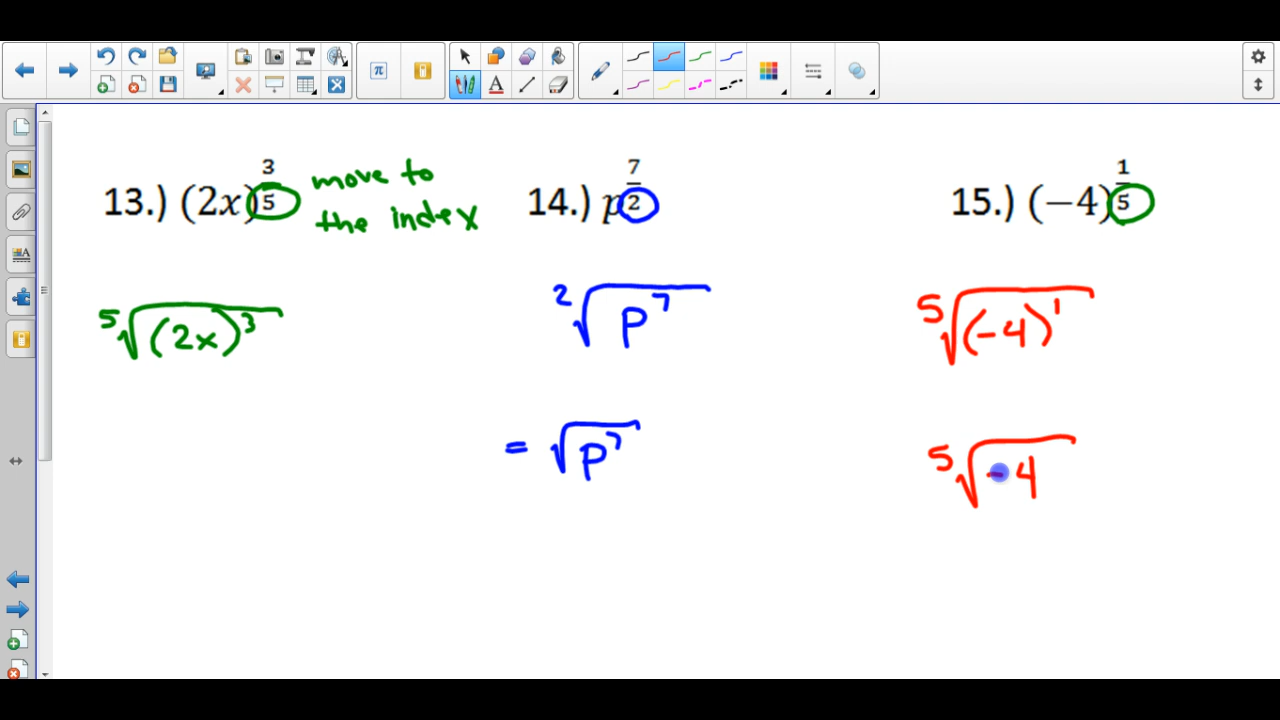 13.) (2x)^(3/5) move to
the index
14.) p^(7/2)
15.) (−4)^(1/5)
⁵√(2x)³
²√p⁷
⁵√(-4)¹
= √p⁷
⁵√-4